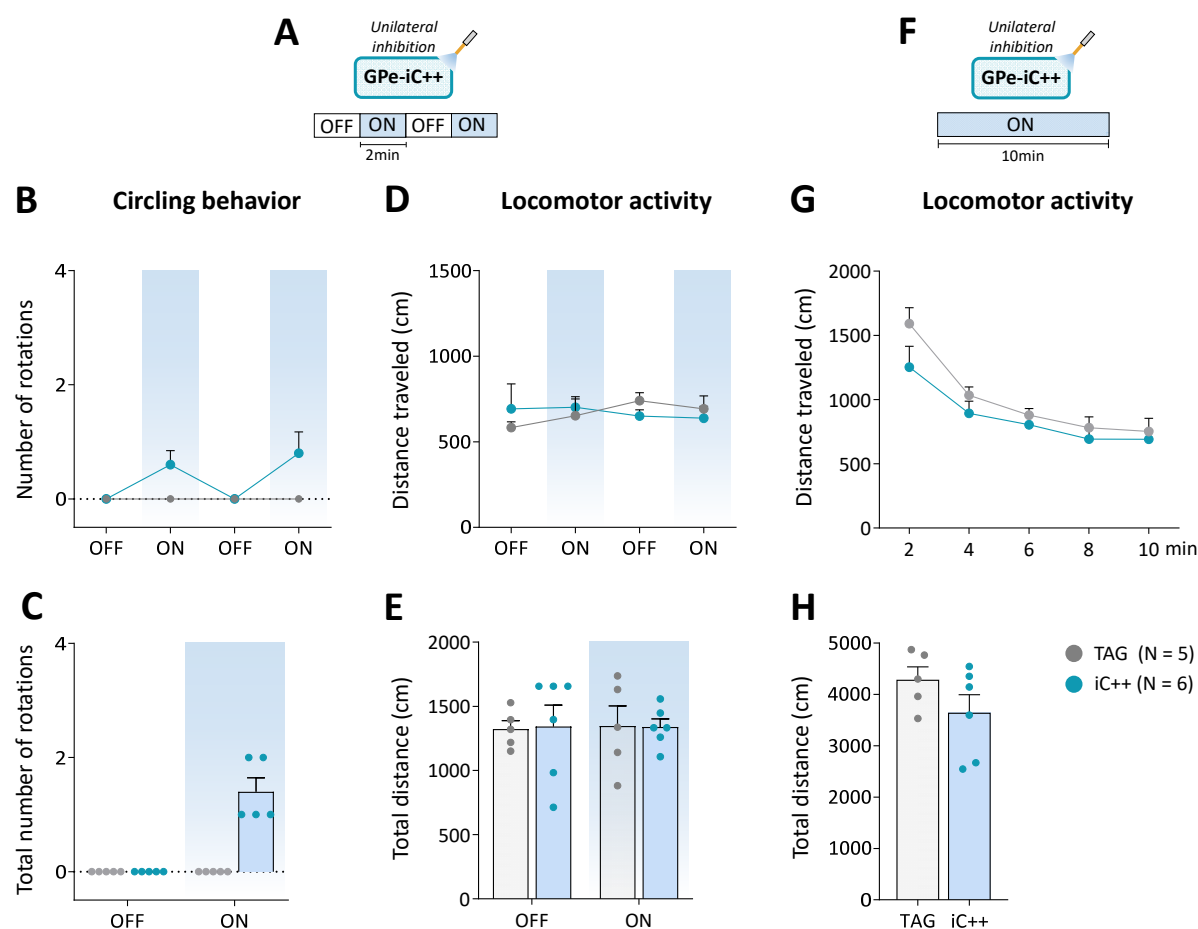 A
Unilateral
inhibition
GPe-iC++
OFF ON OFF ON
2min
F
Unilateral
inhibition
GPe-iC++
ON
10min
B Circling behavior
Number of rotations
4
2
0
OFF ON OFF ON
D Locomotor activity
Distance traveled (cm)
1500
1000
500
0
OFF ON OFF ON
G Locomotor activity
Distance traveled (cm)
2000
1500
1000
500
0
2 4 6 8 10 min
C
Total number of rotations
4
2
0
OFF ON
E
Total distance (cm)
2000
1500
1000
500
0
OFF ON
H
Total distance (cm)
5000
4000
3000
2000
1000
0
TAG iC++
TAG (N = 5)
iC++ (N = 6)